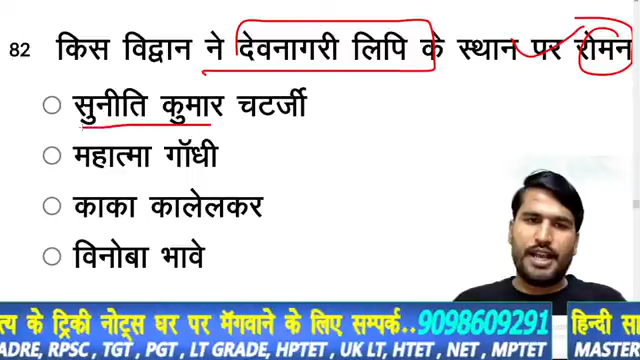 82 किस विद्वान ने देवनागरी लिपि के स्थान पर रोमन
सुनीति कुमार चटर्जी
महात्मा गॉधी
काका कालेलकर
विनोबा भावे
त्य के ट्रिकी नोट्स घर पर मॅगवाने के लिए सम्पर्क..9098609291 हिन्दी सा
ADRE, RPSC, TGT, PGT, LT GRADE, HPTET, UK LT, HTET, NET, MPTET MASTER